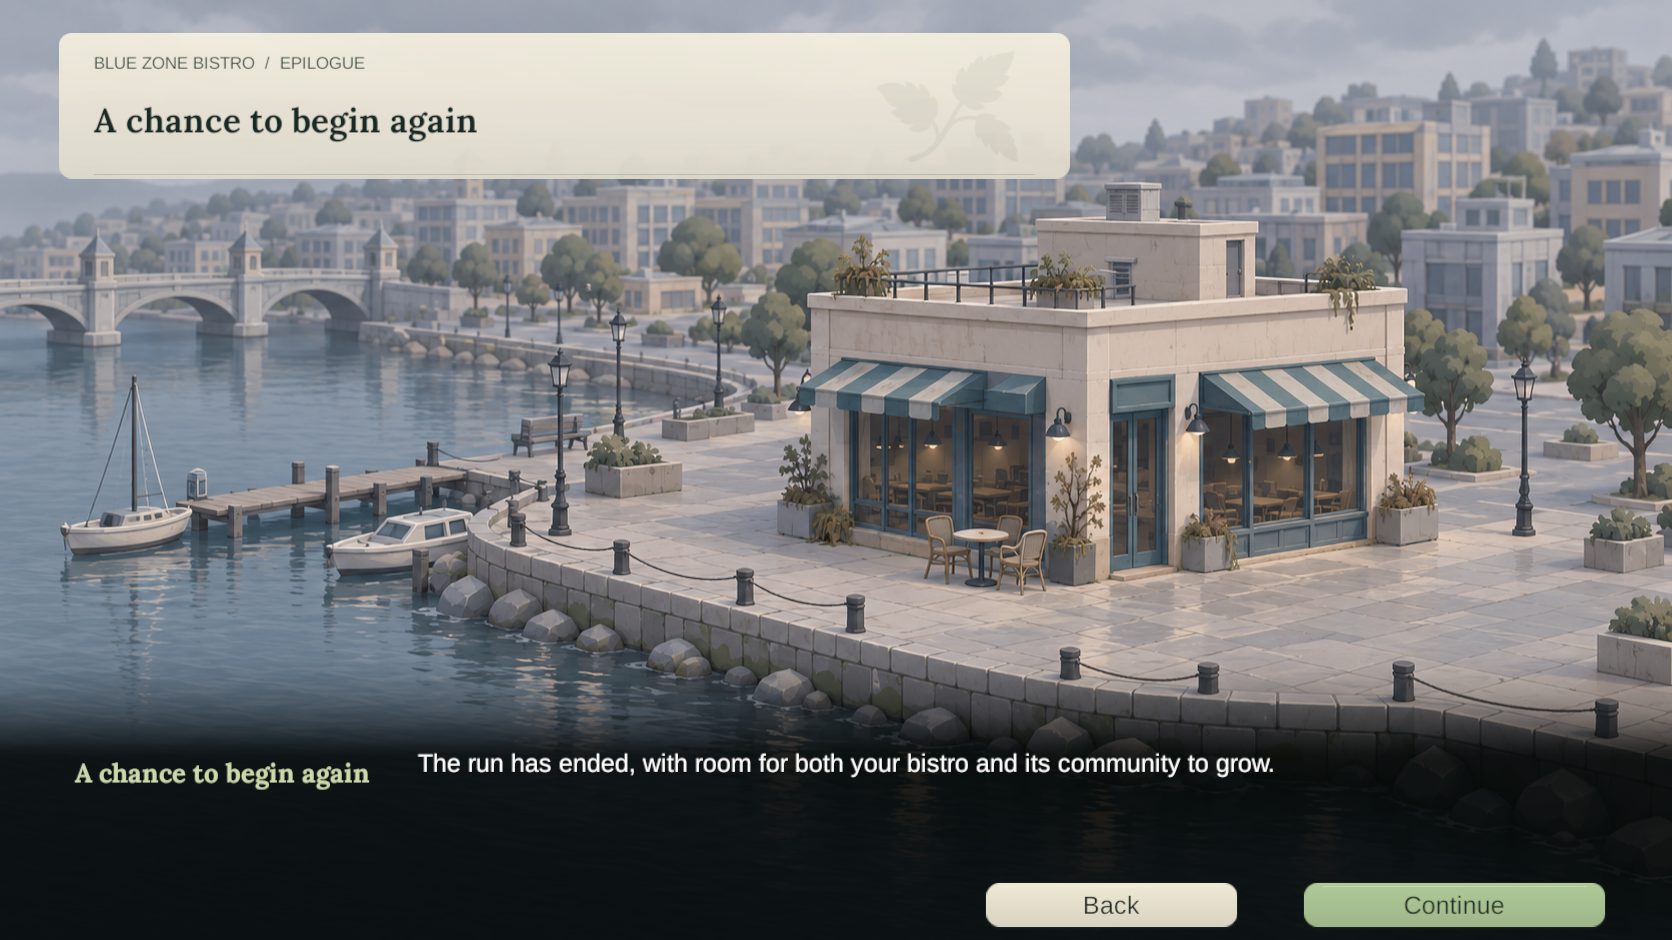 BLUE ZONE BISTRO / EPILOGUE
A chance to begin again
A chance to begin again
The run has ended, with room for both your bistro and its community to grow.
Back
Continue